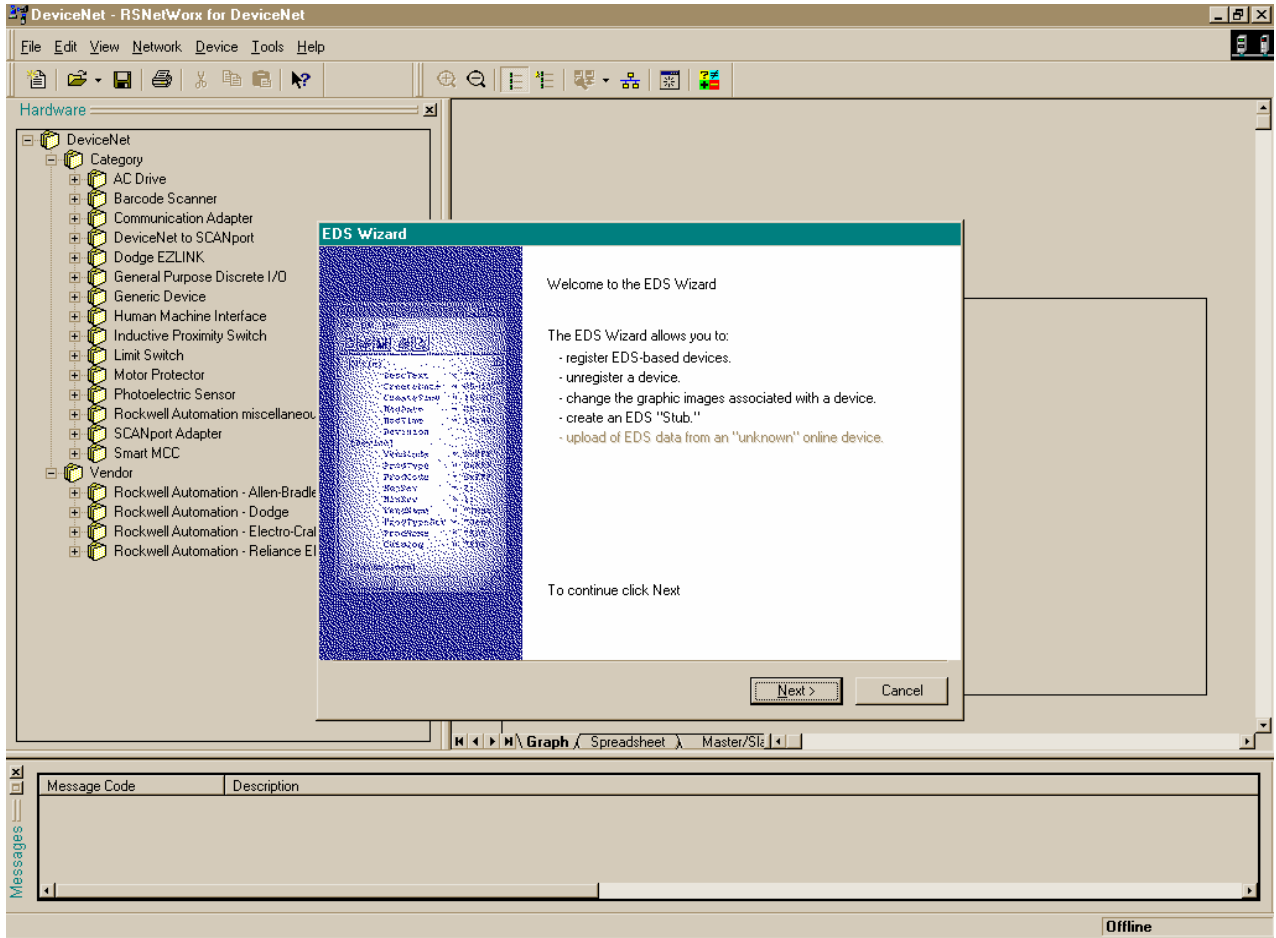 DeviceNet - RSNetWorx for DeviceNet
File Edit View Network Device Tools Help
Hardware
DeviceNet
Category
AC Drive
Barcode Scanner
Communication Adapter
DeviceNet to SCANport
Dodge EZLINK
General Purpose Discrete I/O
Generic Device
Human Machine Interface
Inductive Proximity Switch
Limit Switch
Motor Protector
Photoelectric Sensor
Rockwell Automation miscellaneou
SCANport Adapter
Smart MCC
Vendor
Rockwell Automation - Allen-Bradle
Rockwell Automation - Dodge
Rockwell Automation - Electro-Craf
Rockwell Automation - Reliance El
EDS Wizard
Welcome to the EDS Wizard
The EDS Wizard allows you to:
- register EDS-based devices.
- unregister a device.
- change the graphic images associated with a device.
- create an EDS "Stub."
- upload of EDS data from an "unknown" online device.
To continue click Next
Next >
Cancel
Graph Spreadsheet Master/Sla
Message Code Description
Messages
Offline